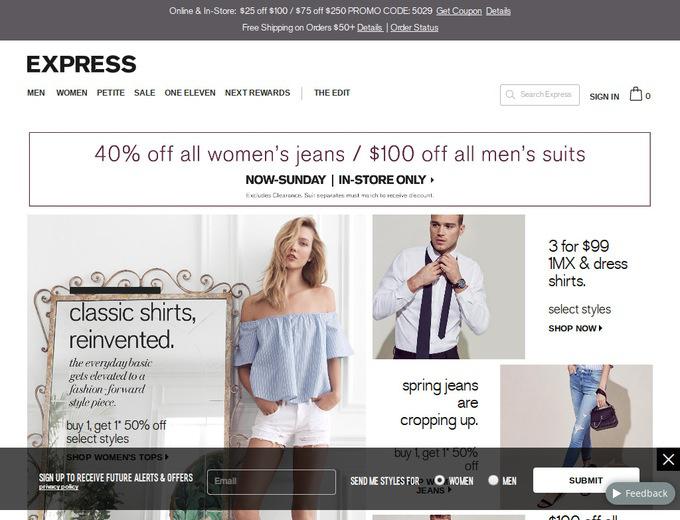 Online & In-Store: $25 off $100 / $75 off $250 PROMO CODE: 5029 Get Coupon Details
Free Shipping on Orders $50+ Details | Order Status
EXPRESS
MEN WOMEN PETITE SALE ONE ELEVEN NEXT REWARDS THE EDIT
Search Express
SIGN IN
0
40% off all women's jeans / $100 off all men's suits
NOW-SUNDAY | IN-STORE ONLY
Excludes Clearance. Suit separates must match to receive discount.
classic shirts,
reinvented.
the everyday basic
gets elevated to a
fashion-forward
style piece.
buy 1, get 1* 50% off
select styles
SHOP WOMEN'S TOPS
3 for $99
1MX & dress
shirts.
select styles
SHOP NOW
spring jeans
are
cropping up.
buy 1, get 1* 50%
off
JEANS
SIGN UP TO RECEIVE FUTURE ALERTS & OFFERS
privacy policy
Email
SEND ME STYLES FOR: WOMEN MEN
SUBMIT
Feedback
$100 off all